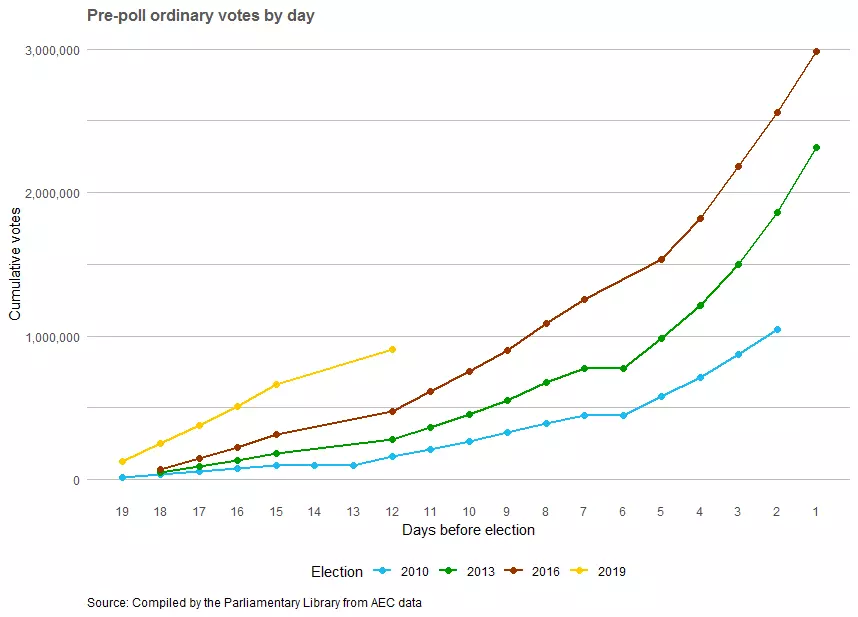 Pre-poll ordinary votes by day
3,000,000
2,000,000
1,000,000
0
Cumulative votes
19 18 17 16 15 14 13 12 11 10 9 8 7 6 5 4 3 2 1
Days before election
Election 2010 2013 2016 2019
Source: Compiled by the Parliamentary Library from AEC data